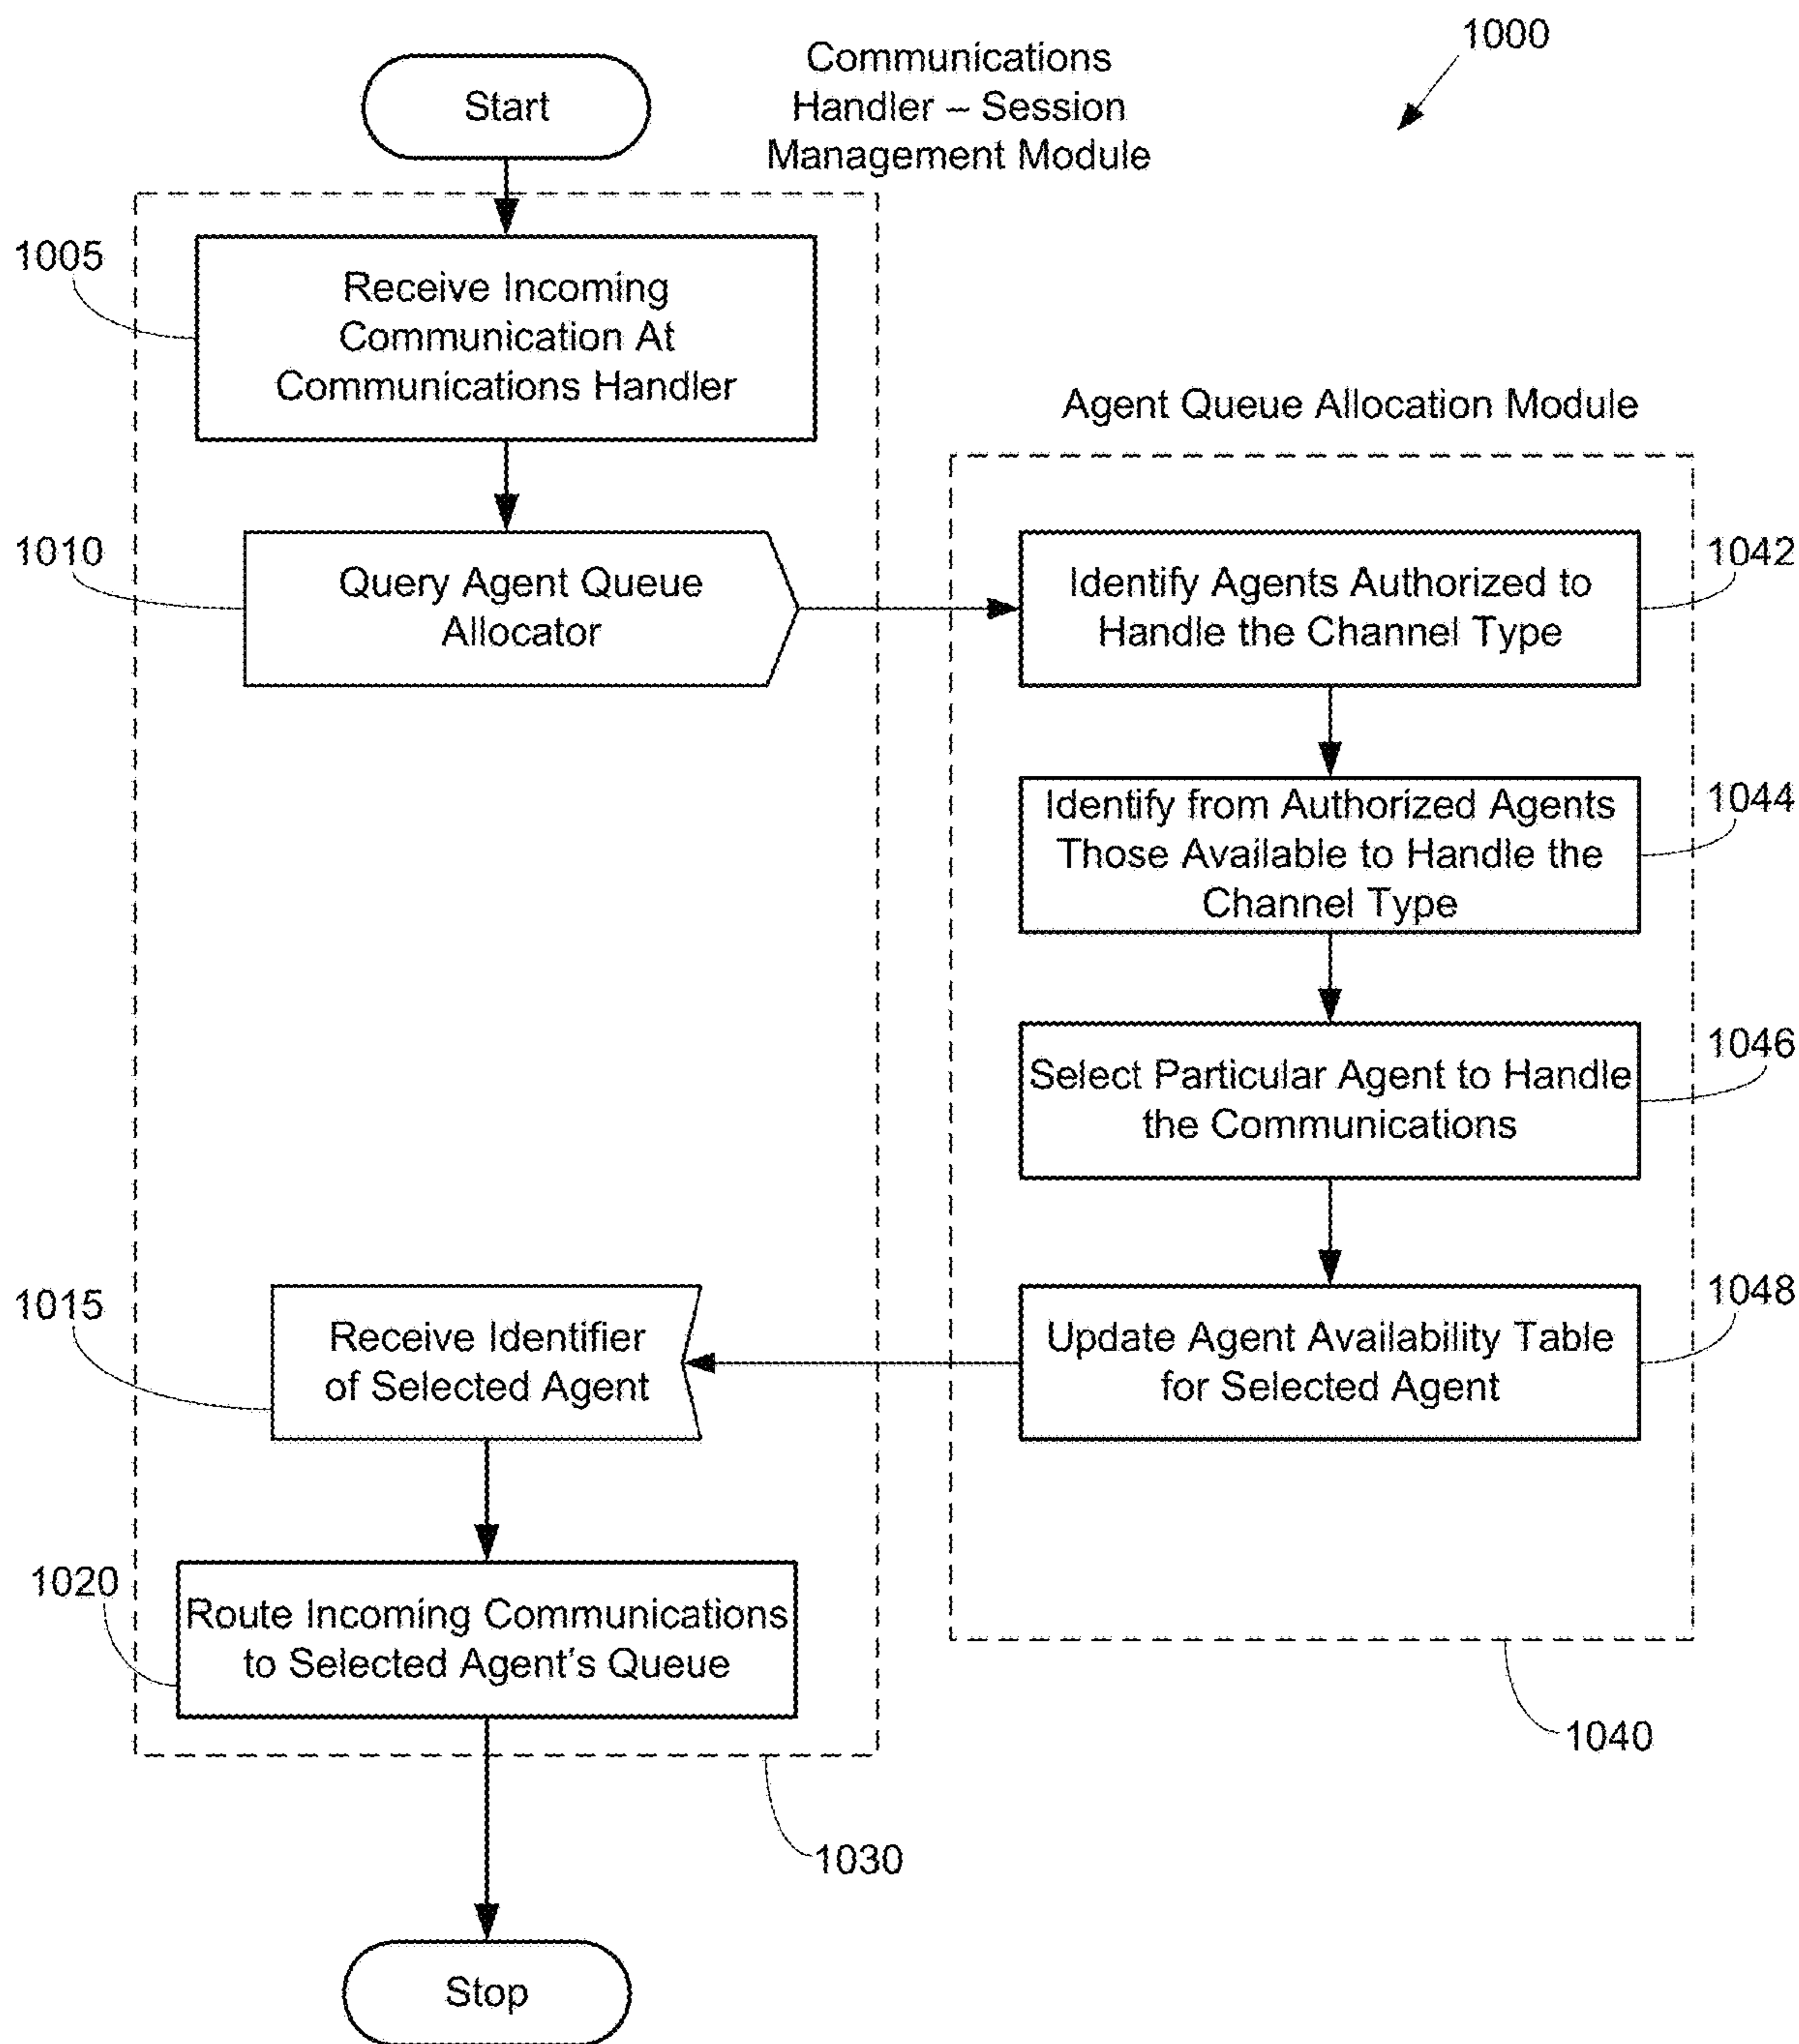 1000
Communications
Handler – Session
Management Module
Start
1005
Receive Incoming
Communication At
Communications Handler
Agent Queue Allocation Module
1010
Query Agent Queue
Allocator
1042
Identify Agents Authorized to
Handle the Channel Type
1044
Identify from Authorized Agents
Those Available to Handle the
Channel Type
1046
Select Particular Agent to Handle
the Communications
1048
Update Agent Availability Table
for Selected Agent
1015
Receive Identifier
of Selected Agent
1020
Route Incoming Communications
to Selected Agent's Queue
1040
1030
Stop